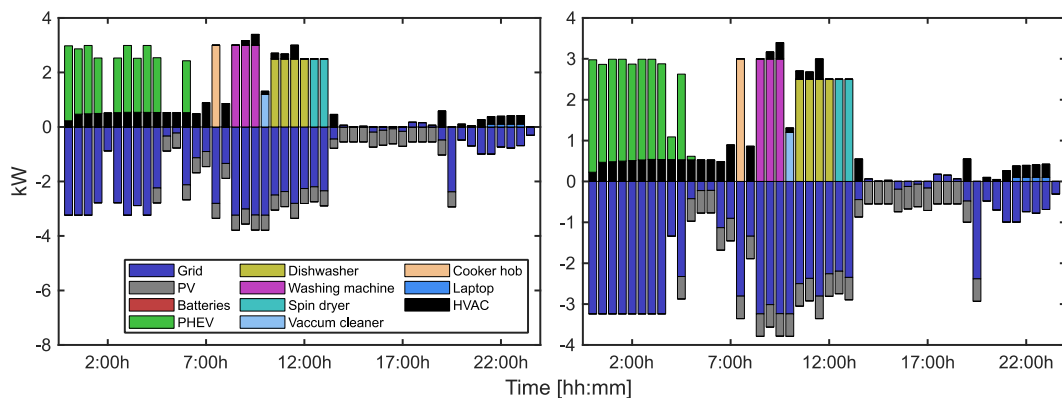 4
2
0
-2
-4
-6
-8
kW
Grid
PV
Batteries
PHEV
Dishwasher
Washing machine
Spin dryer
Vaccum cleaner
Cooker hob
Laptop
HVAC
2:00h 7:00h 12:00h 17:00h 22:00h
4
3
2
1
0
-1
-2
-3
-4
2:00h 7:00h 12:00h 17:00h 22:00h
Time [hh:mm]